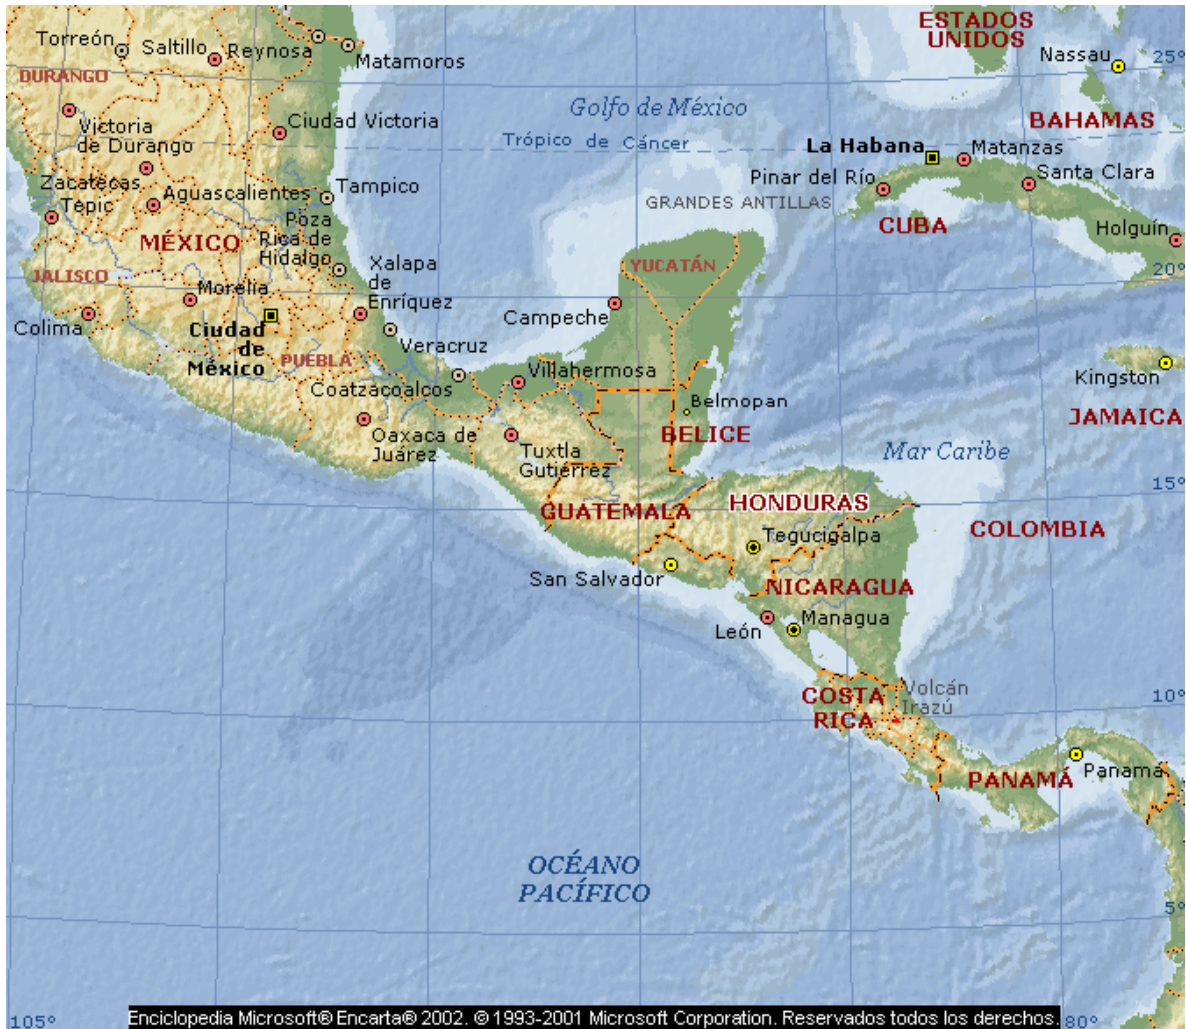 ESTADOS
UNIDOS
Torreón
Saltillo
Reynosa
Matamoros
Nassau
25°
DURANGO
Golfo de México
BAHAMAS
Victoria
de Durango
Ciudad Victoria
Trópico de Cáncer
La Habana
Matanzas
Zacatecas
Aguascalientes
Tampico
Pinar del Río
Santa Clara
Tepic
GRANDES ANTILLAS
CUBA
Holguín
MÉXICO
Poza
Rica de
Hidalgo
Xalapa
de
Enríquez
YUCATÁN
20°
JALISCO
Morelia
Campeche
Colima
Ciudad
de
México
Veracruz
PUEBLA
Coatzacoalcos
Villahermosa
Kingston
Belmopan
JAMAICA
Oaxaca de
Juárez
Tuxtla
Gutiérrez
BELICE
Mar Caribe
15°
GUATEMALA
HONDURAS
COLOMBIA
Tegucigalpa
San Salvador
NICARAGUA
León
Managua
COSTA
RICA
Volcán
Irazú
10°
PANAMÁ
Panamá
OCÉANO
PACÍFICO
5°
105°
Enciclopedia Microsoft® Encarta® 2002. © 1993-2001 Microsoft Corporation. Reservados todos los derechos.
80°